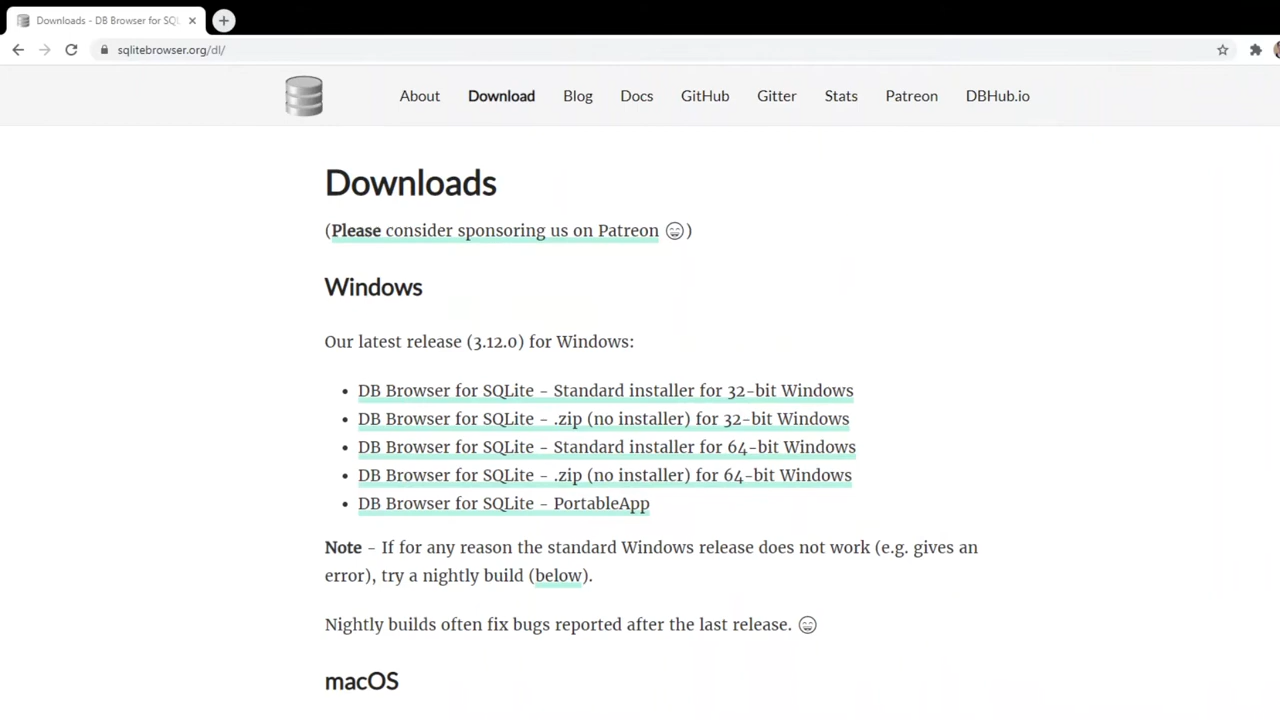 Downloads - DB Browser for SQL
sqlitebrowser.org/dl/
About Download Blog Docs GitHub Gitter Stats Patreon DBHub.io
Downloads
(Please consider sponsoring us on Patreon 😄)
Windows
Our latest release (3.12.0) for Windows:
• DB Browser for SQLite - Standard installer for 32-bit Windows
• DB Browser for SQLite - .zip (no installer) for 32-bit Windows
• DB Browser for SQLite - Standard installer for 64-bit Windows
• DB Browser for SQLite - .zip (no installer) for 64-bit Windows
• DB Browser for SQLite - PortableApp
Note - If for any reason the standard Windows release does not work (e.g. gives an
error), try a nightly build (below).
Nightly builds often fix bugs reported after the last release. 😄
macOS